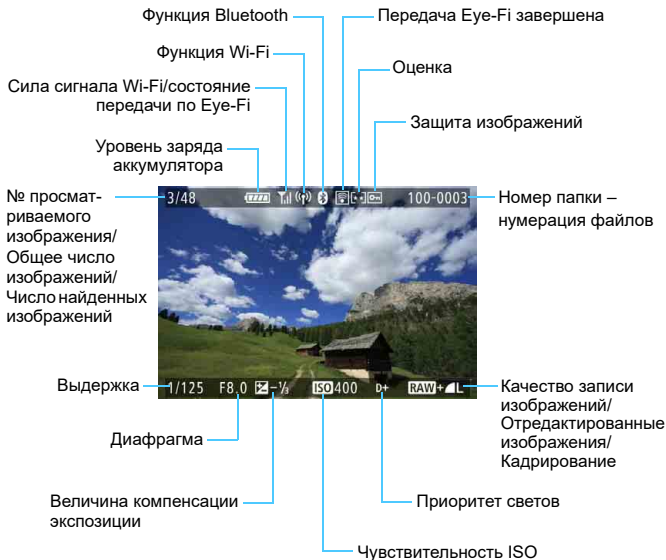 Функция Bluetooth
Передача Eye-Fi завершена
Функция Wi-Fi
Оценка
Сила сигнала Wi-Fi/состояние
передачи по Eye-Fi
Защита изображений
Уровень заряда
аккумулятора
№ просмат-
риваемого
изображения/
Общее число
изображений/
Число найденных
изображений
3/48
100-0003
Номер папки –
нумерация файлов
Выдержка
1/125 F8.0 -⅓ ISO 400 D+ RAW+L
Качество записи
изображений/
Отредактированные
изображения/
Кадрирование
Диафрагма
Величина компенсации
экспозиции
Приоритет светов
Чувствительность ISO